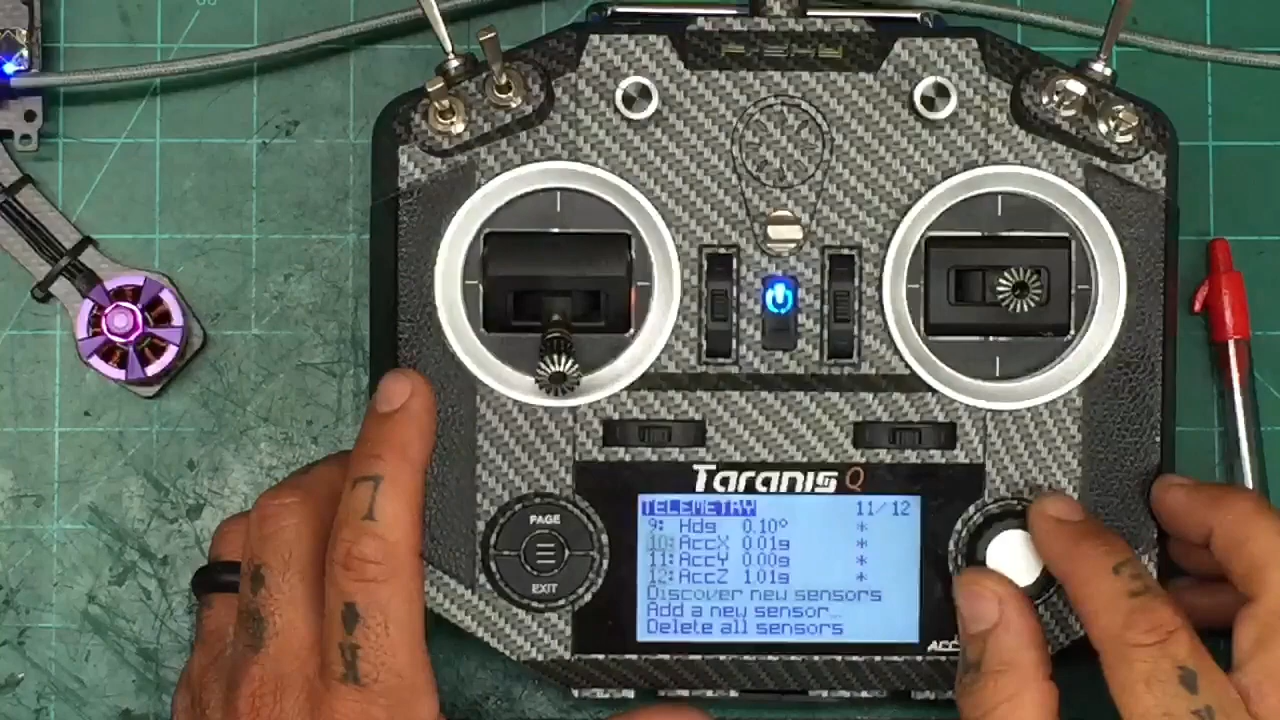 PAGE
EXIT
Taranis Q
TELEMETRY 11/12
9: Hdg 0.10° *
10: AccX 0.01g *
11: AccY 0.00g *
12: AccZ 1.01g *
Discover new sensors
Add a new sensor...
Delete all sensors
ACC
7